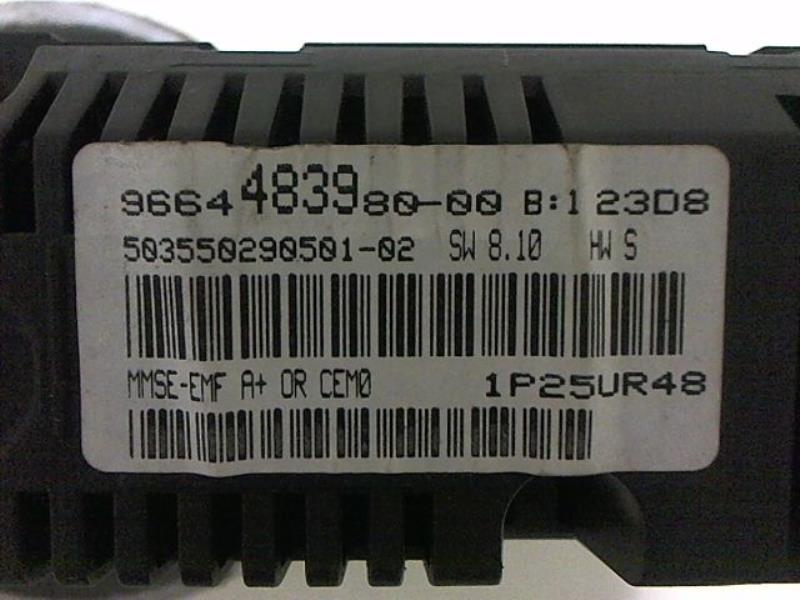 9664483980-00 B:1 23D8
503550290501-02 SW 8.10 HW S
MMSE-EMF A+ OR CEM0 1P25UR48